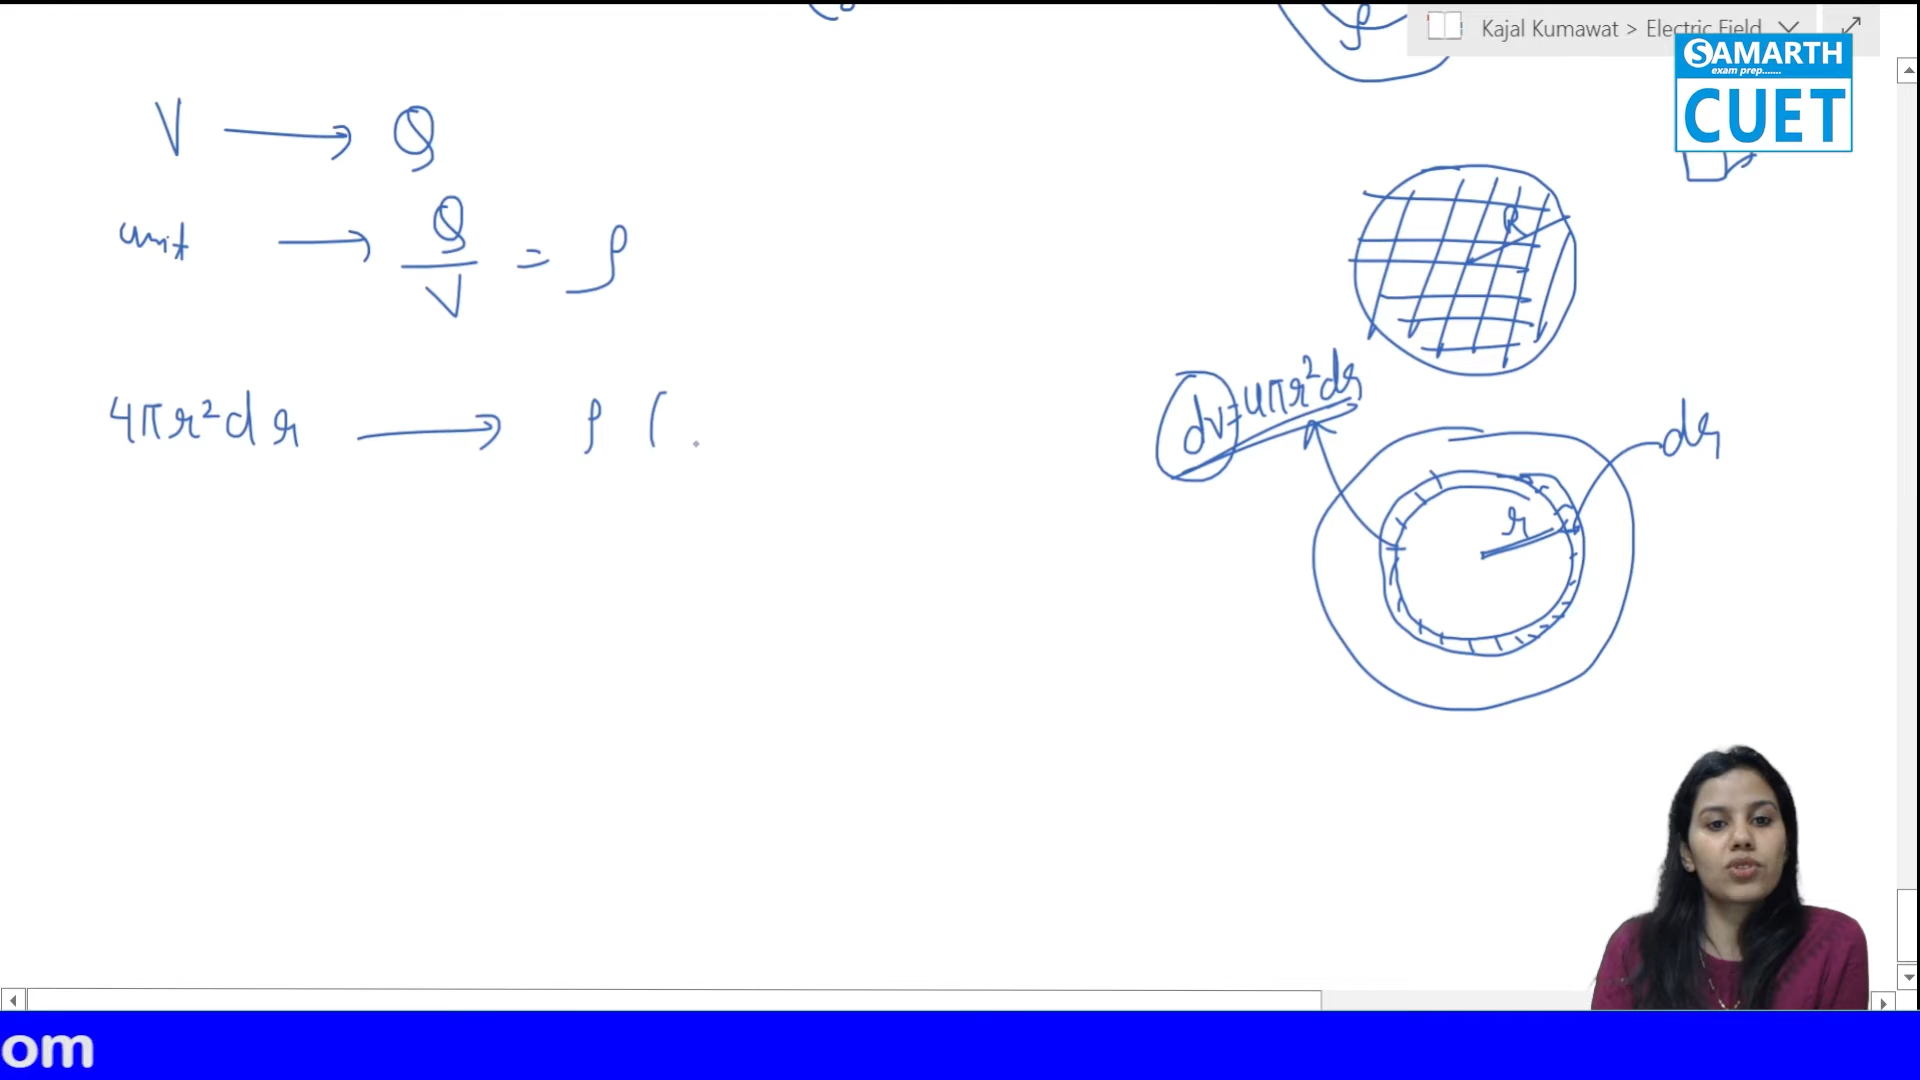 Kajal Kumawat > Electric Field
SAMARTH
exam prep.......
CUET
ρ
V ⟶ Q
unit ⟶ Q/V = ρ
R
4πr²dr ⟶ ρ (
dv = 4πr²dr
dr
r
om